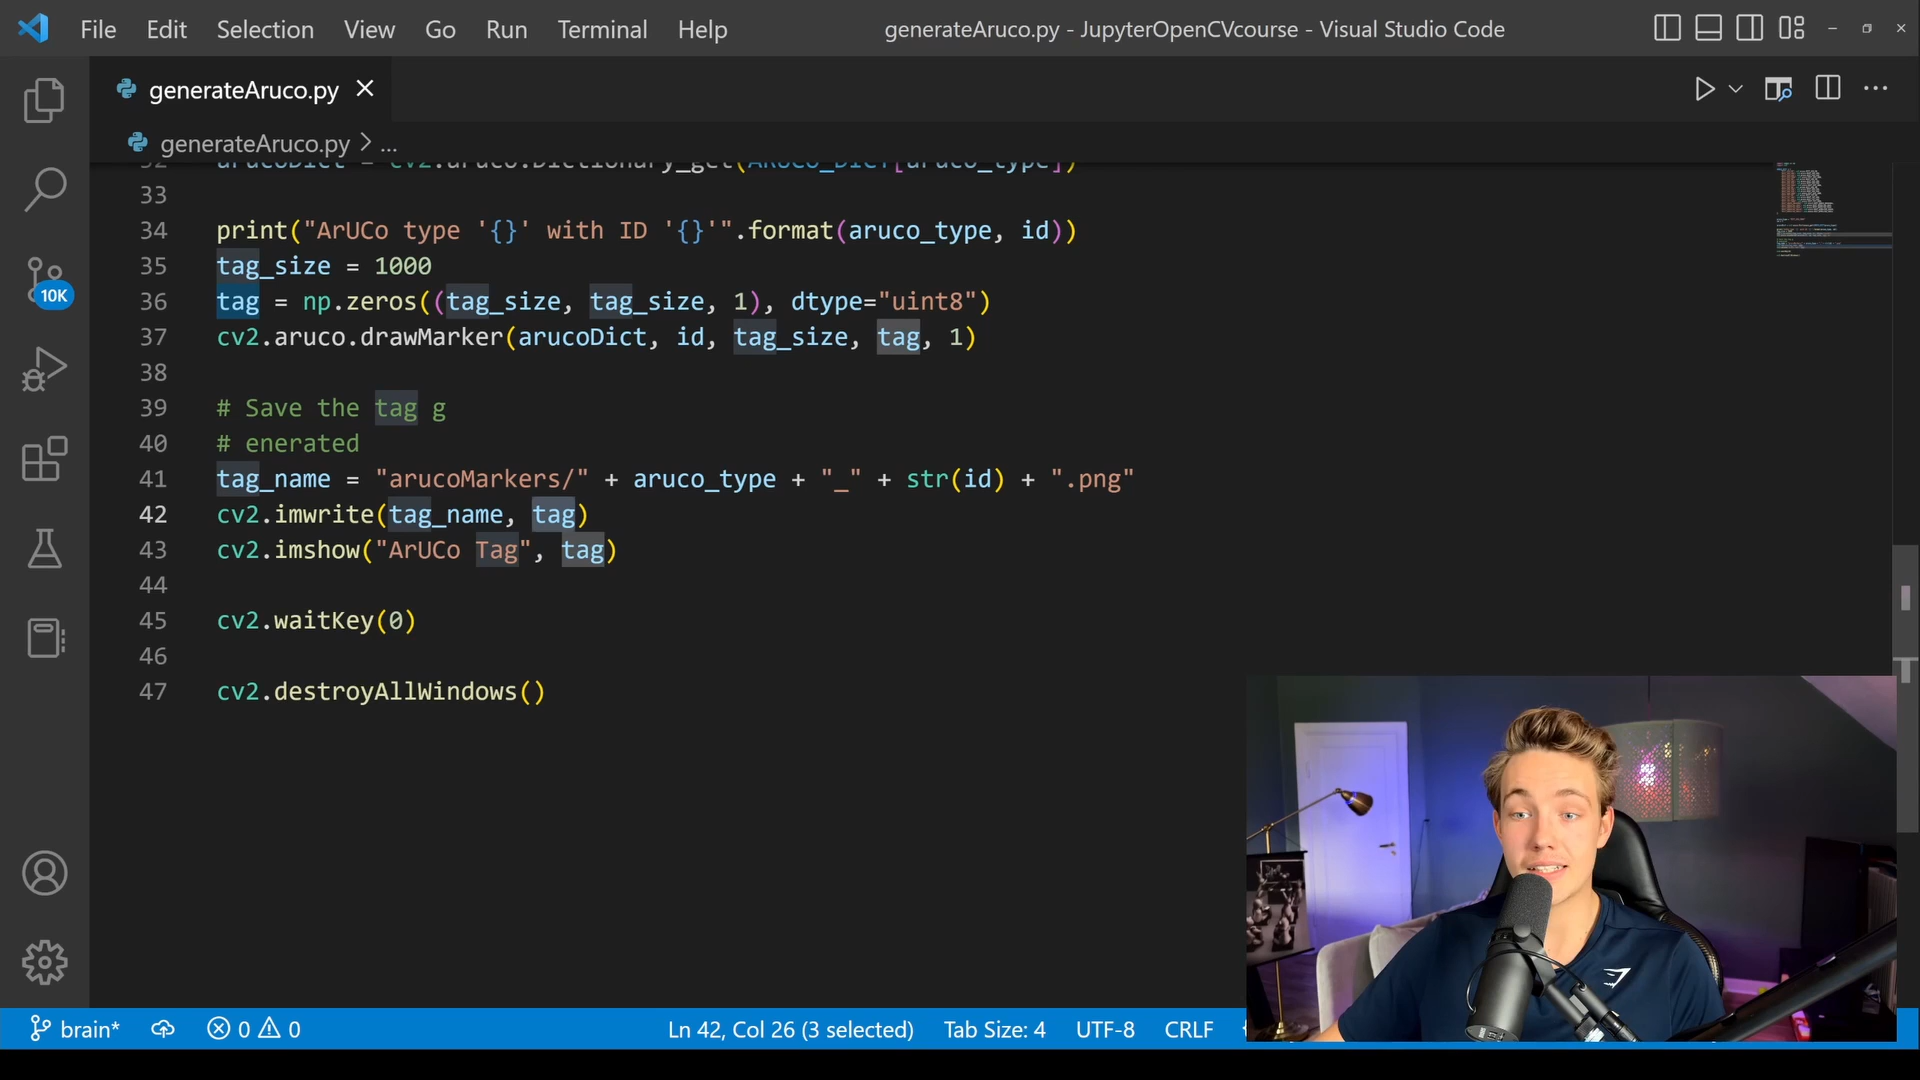 File Edit Selection View Go Run Terminal Help generateAruco.py - JupyterOpenCVcourse - Visual Studio Code
generateAruco.py
generateAruco.py > ...
32 arucoDict = cv2.aruco.Dictionary_get(ARUCO_DICT[aruco_type])
33
34 print("ArUCo type '{}' with ID '{}'".format(aruco_type, id))
35 tag_size = 1000
36 tag = np.zeros((tag_size, tag_size, 1), dtype="uint8")
37 cv2.aruco.drawMarker(arucoDict, id, tag_size, tag, 1)
38
39 # Save the tag g
40 # enerated
41 tag_name = "arucoMarkers/" + aruco_type + "_" + str(id) + ".png"
42 cv2.imwrite(tag_name, tag)
43 cv2.imshow("ArUCo Tag", tag)
44
45 cv2.waitKey(0)
46
47 cv2.destroyAllWindows()
10K
brain* 0 0 Ln 42, Col 26 (3 selected) Tab Size: 4 UTF-8 CRLF